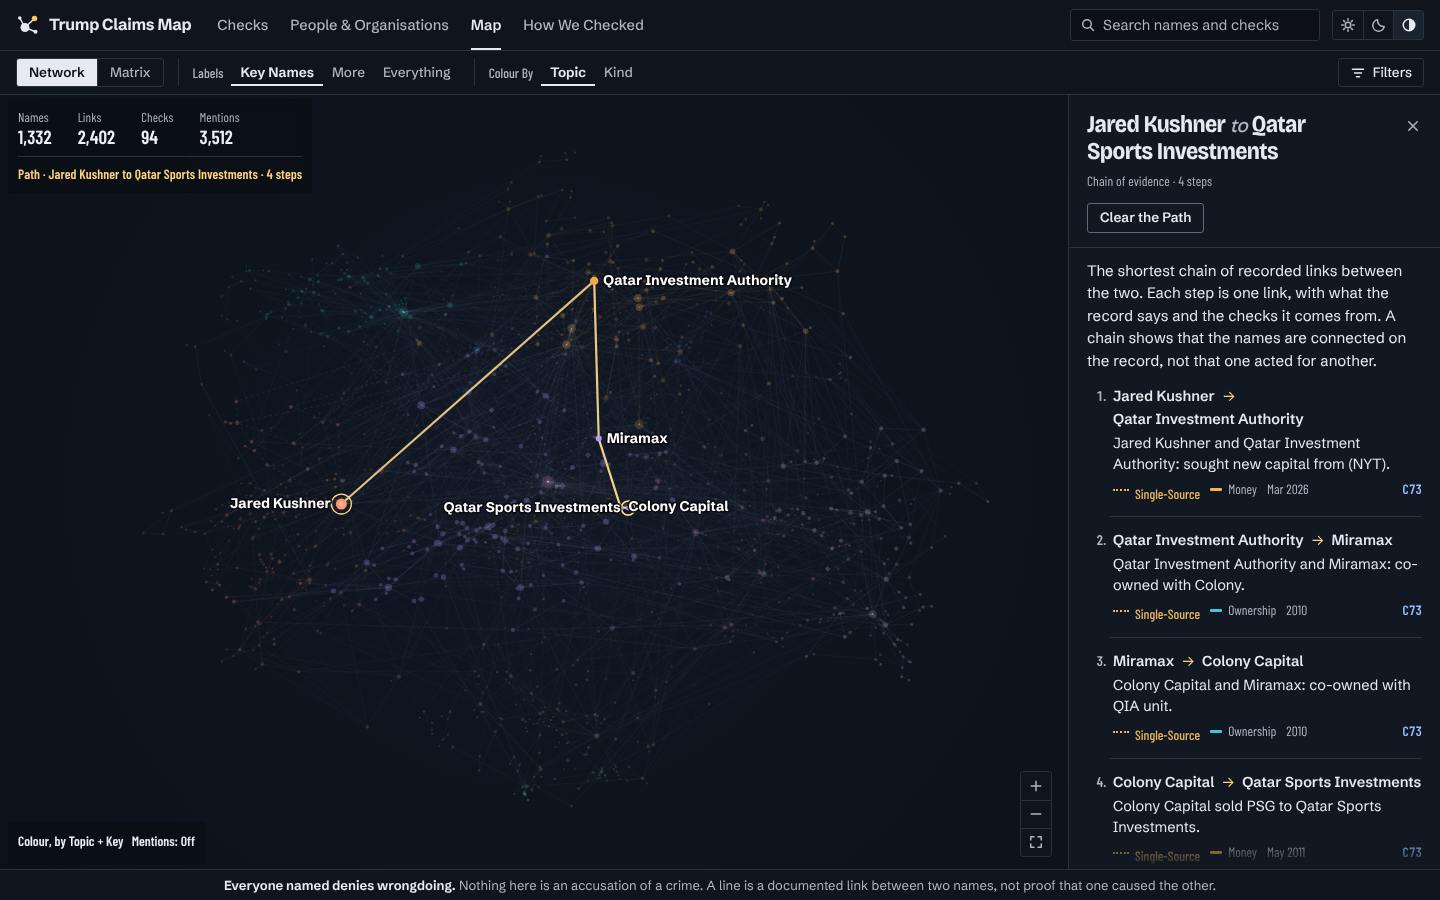 Trump Claims Map
Checks
People & Organisations
Map
How We Checked
Search names and checks
Network
Matrix
Labels
Key Names
More
Everything
Colour By
Topic
Kind
Filters
Names
Links
Checks
Mentions
1,332
2,402
94
3,512
Path · Jared Kushner to Qatar Sports Investments · 4 steps
Qatar Investment Authority
Miramax
Jared Kushner
Qatar Sports Investments
Colony Capital
Colour, by Topic + Key
Mentions: Off
Jared Kushner to Qatar
Sports Investments
Chain of evidence · 4 steps
Clear the Path
The shortest chain of recorded links between
the two. Each step is one link, with what the
record says and the checks it comes from. A
chain shows that the names are connected on
the record, not that one acted for another.
1. Jared Kushner →
Qatar Investment Authority
Jared Kushner and Qatar Investment
Authority: sought new capital from (NYT).
Single-Source Money Mar 2026 C73
2. Qatar Investment Authority → Miramax
Qatar Investment Authority and Miramax: co-
owned with Colony.
Single-Source Ownership 2010 C73
3. Miramax → Colony Capital
Colony Capital and Miramax: co-owned with
QIA unit.
Single-Source Ownership 2010 C73
4. Colony Capital → Qatar Sports Investments
Colony Capital sold PSG to Qatar Sports
Investments.
Single-Source Money May 2011 C73
Everyone named denies wrongdoing. Nothing here is an accusation of a crime. A line is a documented link between two names, not proof that one caused the other.